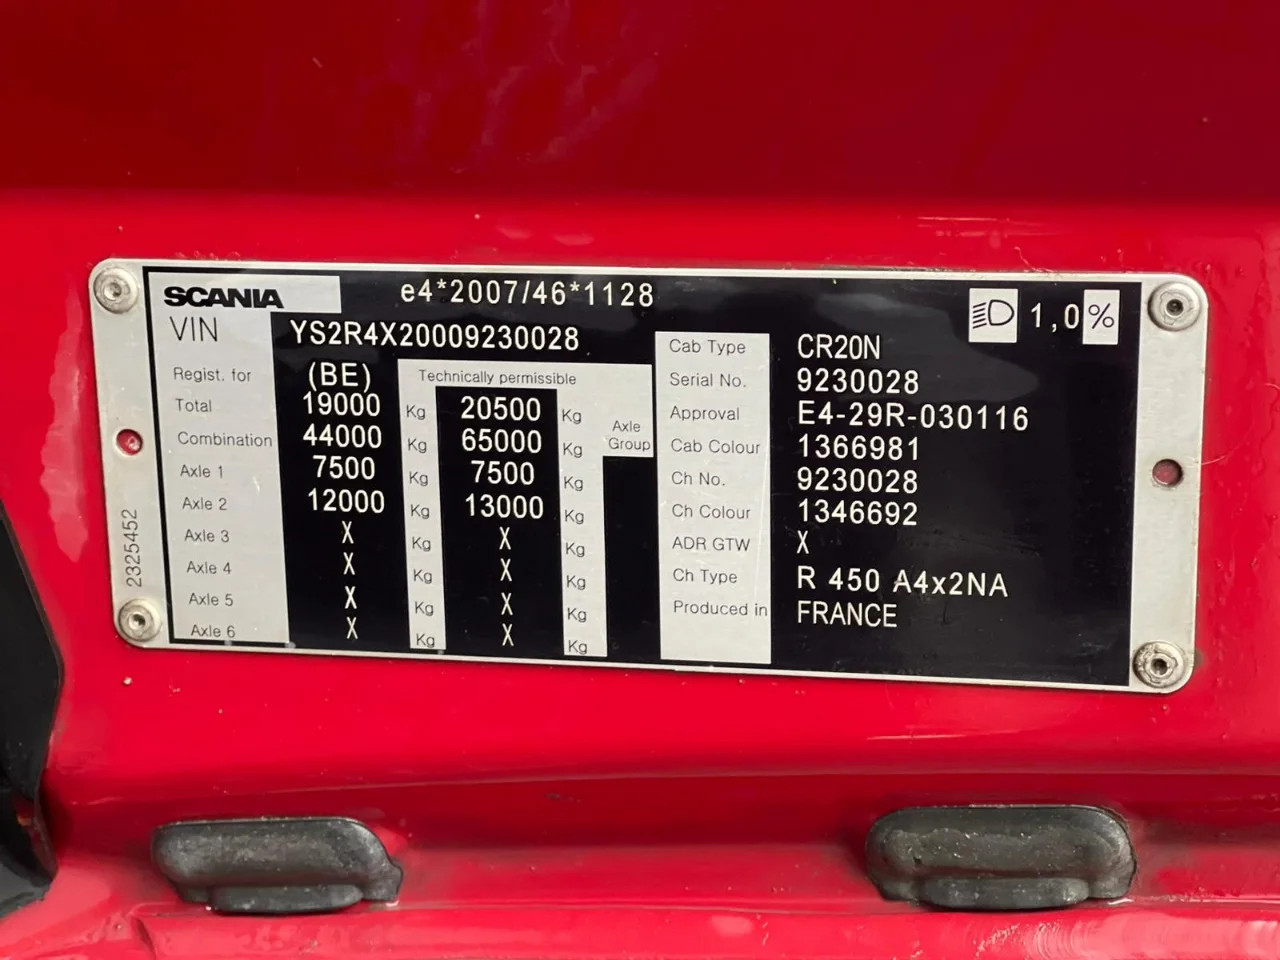 SCANIA e4*2007/46*1128 1,0%
VIN YS2R4X20009230028
Regist. for (BE) Technically permissible
Total 19000 Kg 20500 Kg Axle Group
Combination 44000 Kg 65000 Kg
Axle 1 7500 Kg 7500 Kg
Axle 2 12000 Kg 13000 Kg
Axle 3 X Kg X Kg
Axle 4 X Kg X Kg
Axle 5 X Kg X Kg
Axle 6 X Kg X Kg
Cab Type CR20N
Serial No. 9230028
Approval E4-29R-030116
Cab Colour 1366981
Ch No. 9230028
Ch Colour 1346692
ADR GTW X
Ch Type R 450 A4x2NA
Produced in FRANCE
2325452